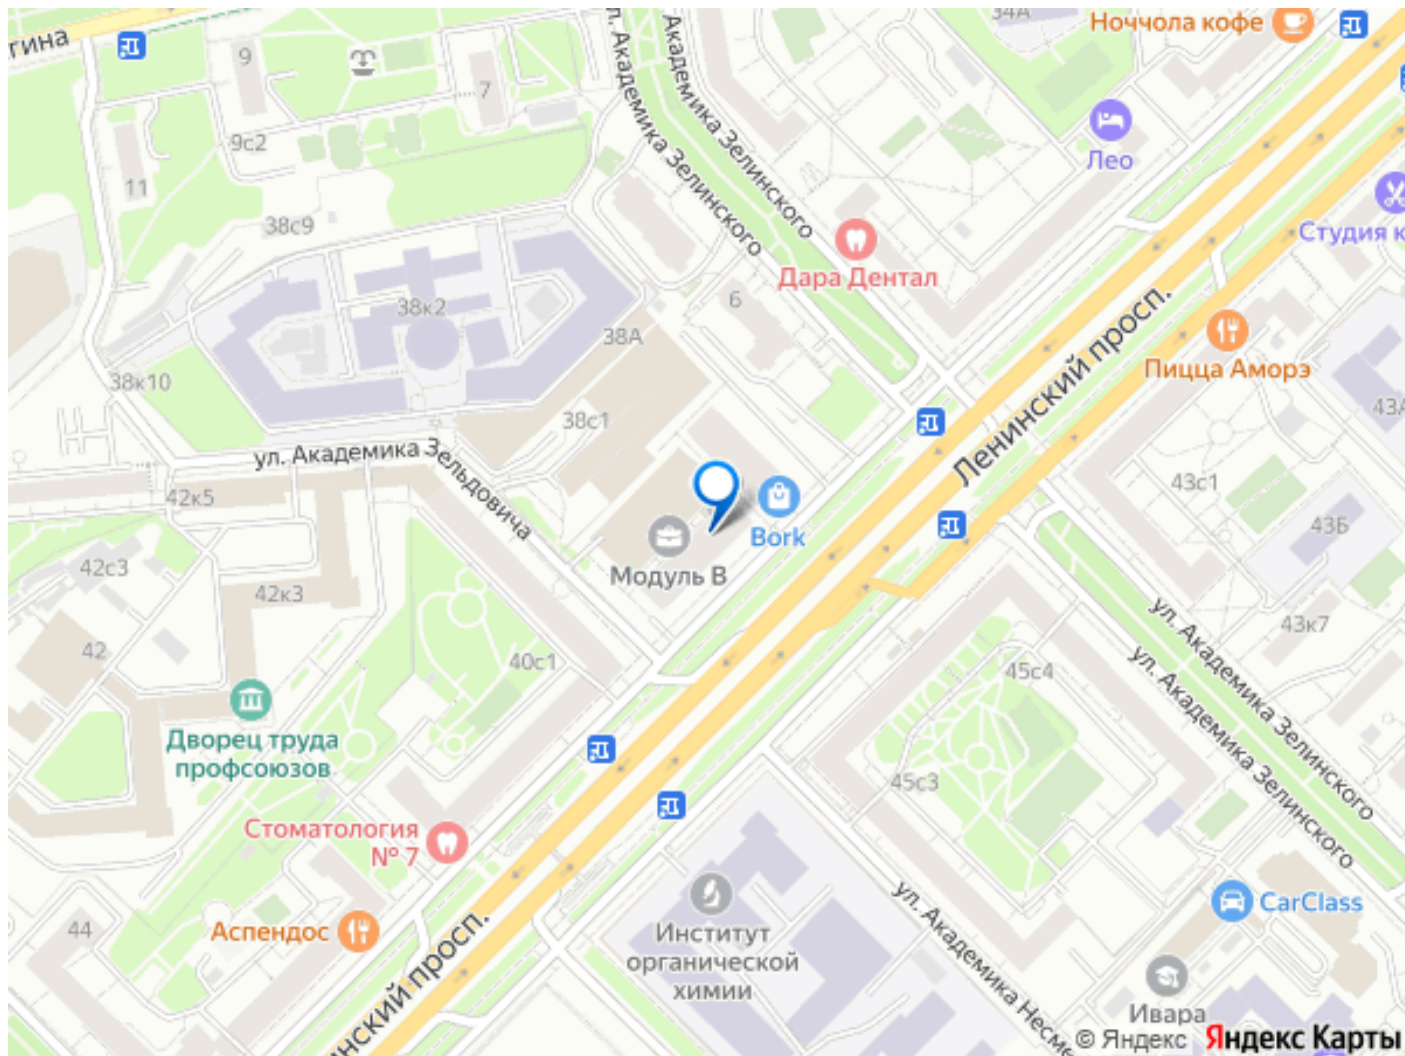 34А
Ноччола кофе
гина
9
7
9с2
11
38с9
ул. Академика Зелинского
Академика Зелинского
Лео
Студия к
Дара Дентал
6
38к2
38А
Ленинский просп.
Пицца Аморэ
38к10
38с1
43А
ул. Академика Зельдовича
42к5
43с1
Bork
43Б
Модуль В
42с3
42к3
42
40с1
45с4
43к7
ул. Академика Зелинского
ул. Академика Зелинского
Дворец труда
профсоюзов
45с3
Стоматология
№ 7
44
Аспендос
нский просп.
Институт
органической
химии
ул. Академика Несме
CarClass
Ивара
© Яндекс Яндекс Карты